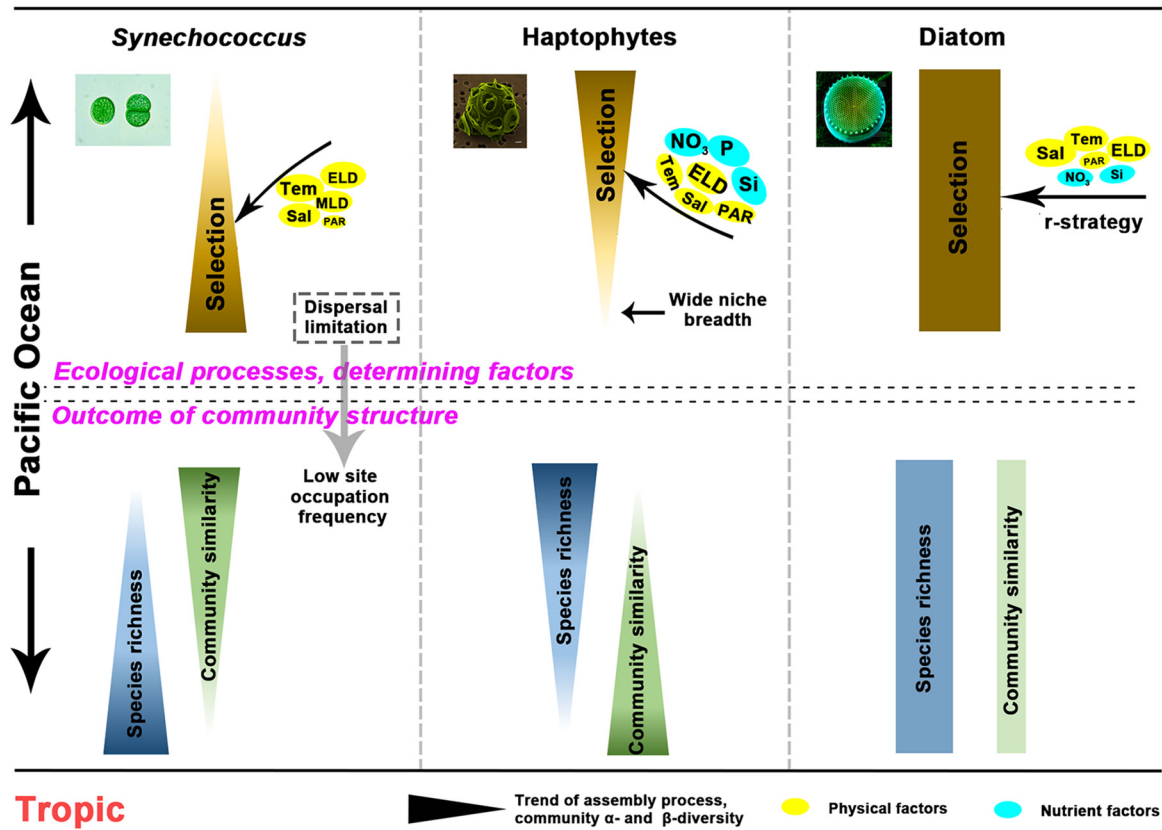 Synechococcus
Haptophytes
Diatom
Pacific Ocean
Selection
Tem
ELD
MLD
Sal
PAR
Dispersal
limitation
Selection
NO3
P
Si
Tem
ELD
Sal
PAR
Wide niche
breadth
Selection
Sal
Tem
ELD
PAR
NO3
Si
r-strategy
Ecological processes, determining factors
Outcome of community structure
Species richness
Community similarity
Low site
occupation
frequency
Species richness
Community similarity
Species richness
Community similarity
Tropic
Trend of assembly process,
community α- and β-diversity
Physical factors
Nutrient factors